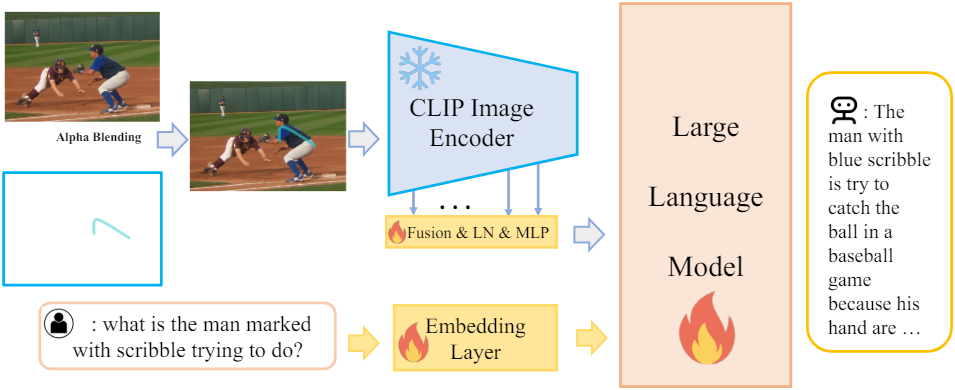 Alpha Blending
CLIP Image
Encoder
. . .
Fusion & LN & MLP
: what is the man marked
with scribble trying to do?
Embedding
Layer
Large
Language
Model
: The
man with
blue scribble
is try to
catch the
ball in a
baseball
game
because his
hand are …